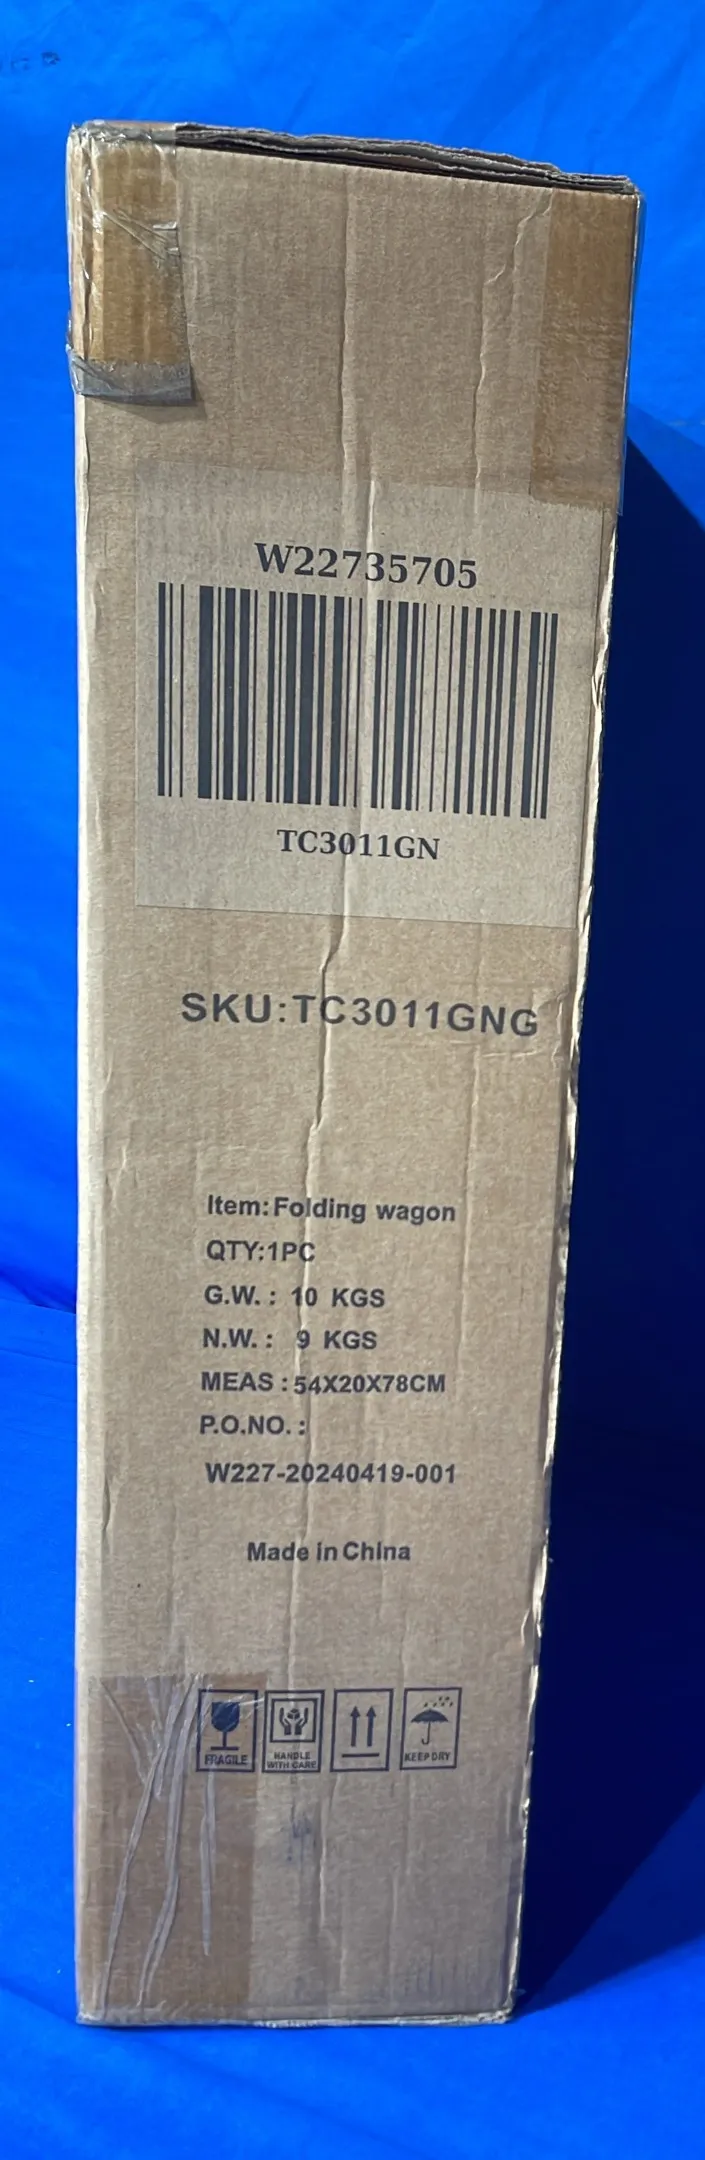 W22735705
TC3011GN
SKU:TC3011GNG
Item: Folding wagon
QTY:1PC
G.W. : 10 KGS
N.W. : 9 KGS
MEAS : 54X20X78CM
P.O.NO. :
W227-20240419-001
Made in China
FRAGILE
HANDLE
WITH CARE
KEEP DRY